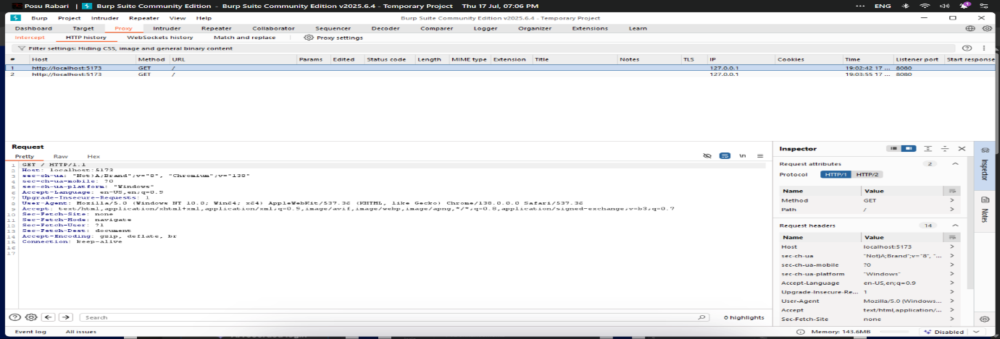 Posu Rabari | Burp Suite Community Edition - Burp Suite Community Edition v2025.6.4 - Temporary Project Thu 17 Jul, 07:06 PM ENG
Burp Project Intruder Repeater View Help Burp Suite Community Edition v2025.6.4 - Temporary Project
Dashboard Target Proxy Intruder Repeater Collaborator Sequencer Decoder Comparer Logger Organizer Extensions Learn
Intercept HTTP history WebSockets history Match and replace Proxy settings
Filter settings: Hiding CSS, image and general binary content
# Host Method URL Params Edited Status code Length MIME type Extension Title Notes TLS IP Cookies Time Listener port Start response
1 http://localhost:5173 GET / 127.0.0.1 19:02:42 17 ... 8080
2 http://localhost:5173 GET / 127.0.0.1 19:03:55 17 ... 8080
Request
Pretty Raw Hex
\n
1 GET / HTTP/1.1
2 Host: localhost:5173
3 sec-ch-ua: "Not)A;Brand";v="8", "Chromium";v="138"
4 sec-ch-ua-mobile: ?0
5 sec-ch-ua-platform: "Windows"
6 Accept-Language: en-US,en;q=0.9
7 Upgrade-Insecure-Requests: 1
8 User-Agent: Mozilla/5.0 (Windows NT 10.0; Win64; x64) AppleWebKit/537.36 (KHTML, like Gecko) Chrome/138.0.0.0 Safari/537.36
9 Accept: text/html,application/xhtml+xml,application/xml;q=0.9,image/avif,image/webp,image/apng,*/*;q=0.8,application/signed-exchange;v=b3;q=0.7
10 Sec-Fetch-Site: none
11 Sec-Fetch-Mode: navigate
12 Sec-Fetch-User: ?1
13 Sec-Fetch-Dest: document
14 Accept-Encoding: gzip, deflate, br
15 Connection: keep-alive
16
17
Search 0 highlights
Inspector
Request attributes 2
Protocol HTTP/1 HTTP/2
Name Value
Method GET
Path /
Request headers 14
Name Value
Host localhost:5173
sec-ch-ua "Not)A;Brand";v="8", "...
sec-ch-ua-mobile ?0
sec-ch-ua-platform "Windows"
Accept-Language en-US,en;q=0.9
Upgrade-Insecure-Re... 1
User-Agent Mozilla/5.0 (Windows...
Accept text/html,application/...
Sec-Fetch-Site none
Inspector
Notes
Event log All issues Memory: 143.6MB Disabled